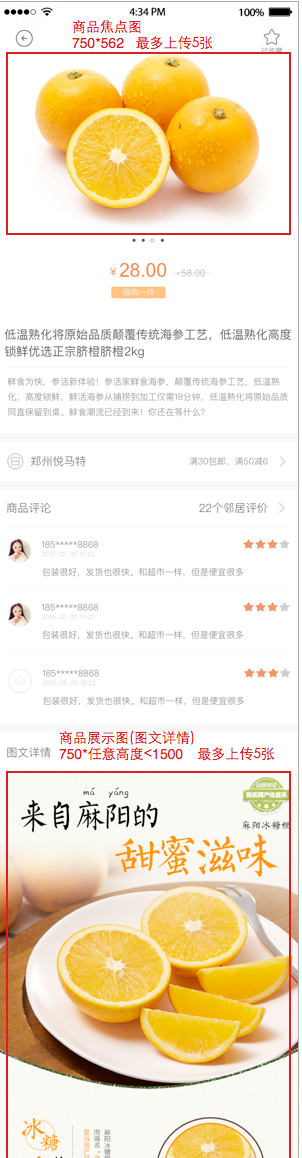 4:34 PM
100%
商品焦点图
750*562 最多上传5张
已收藏
¥28.00 ¥58.00
限购一件
低温熟化将原始品质颠覆传统海参工艺，低温熟化高度
锁鲜优选正宗脐橙脐橙2kg
鲜食为快，参活新体验！参活家鲜食海参，颠覆传统海参工艺，低温熟
化，高度锁鲜，鲜活海参从捕捞到加工仅需18分钟，低温熟化将原始品质
同直保留到桌。鲜食潮流已经到来！你还在等什么？
郑州悦马特
满30包邮、满50减6
商品评论
22个邻居评价
185*****8868
2015-12-30 16:22
包装很好，发货也很快。和超市一样，但是便宜很多
185*****8868
2015-12-30 16:22
包装很好，发货也很快。和超市一样，但是便宜很多
185*****8868
2015-12-30 16:22
包装很好，发货也很快。和超市一样，但是便宜很多
商品展示图(图文详情)
图文详情
750*任意高度<1500 最多上传5张
má yáng
来自麻阳的
麻阳冰糖橙
甜蜜滋味
冰糖